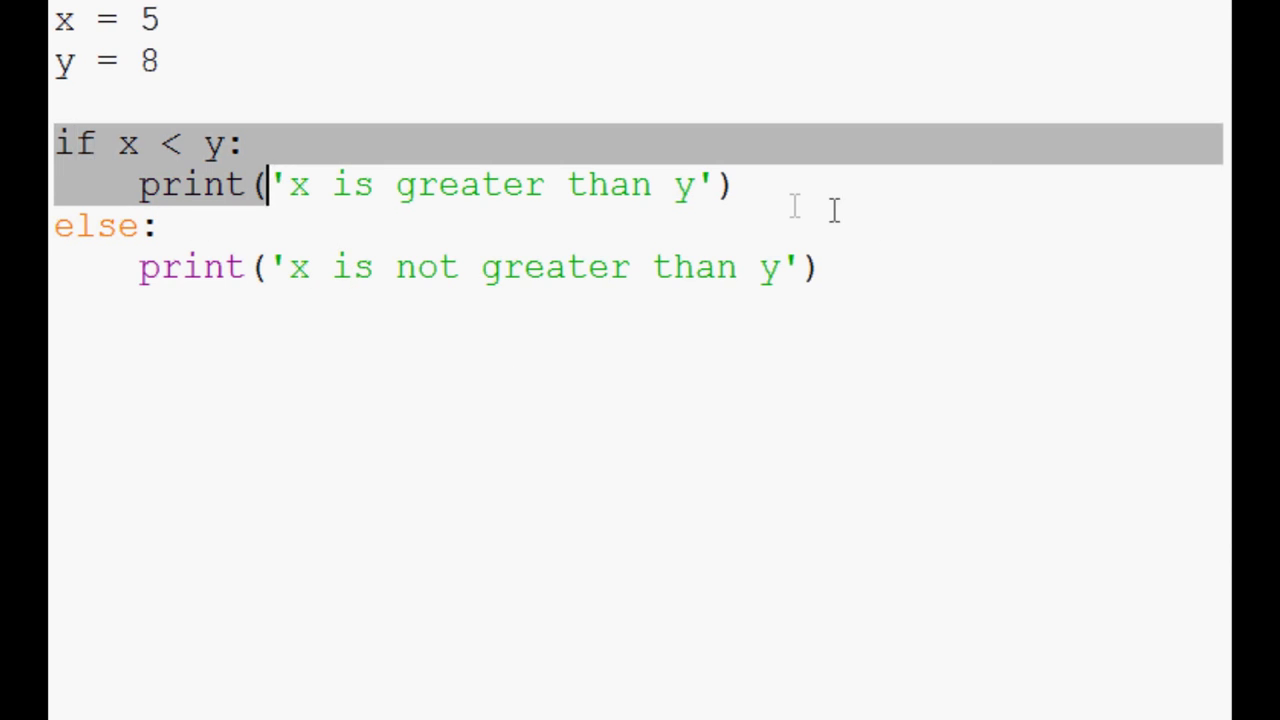 x = 5
y = 8
if x < y:
    print('x is greater than y')
else:
    print('x is not greater than y')